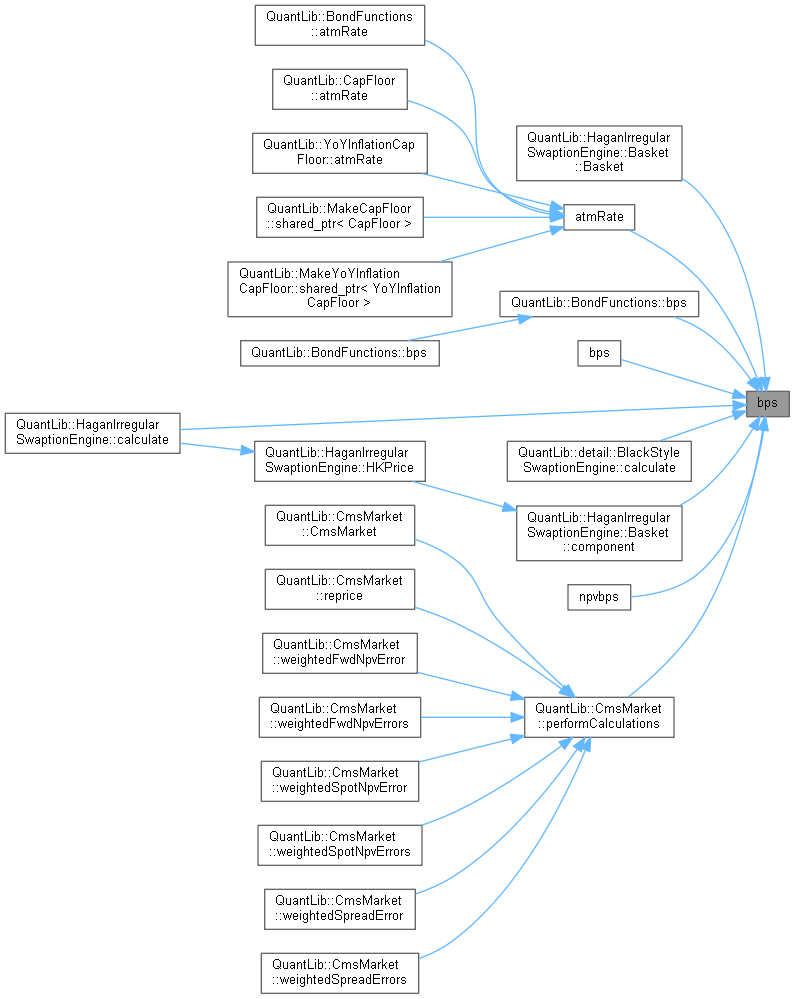 QuantLib::BondFunctions
::atmRate
QuantLib::CapFloor
::atmRate
QuantLib::HaganIrregular
SwaptionEngine::Basket
::Basket
QuantLib::YoYInflationCap
Floor::atmRate
QuantLib::MakeCapFloor
::shared_ptr< CapFloor >
atmRate
QuantLib::MakeYoYInflation
CapFloor::shared_ptr< YoYInflation
CapFloor >
QuantLib::BondFunctions::bps
QuantLib::BondFunctions::bps
bps
bps
QuantLib::HaganIrregular
SwaptionEngine::calculate
QuantLib::HaganIrregular
SwaptionEngine::HKPrice
QuantLib::detail::BlackStyle
SwaptionEngine::calculate
QuantLib::CmsMarket
::CmsMarket
QuantLib::HaganIrregular
SwaptionEngine::Basket
::component
QuantLib::CmsMarket
::reprice
npvbps
QuantLib::CmsMarket
::weightedFwdNpvError
QuantLib::CmsMarket
::weightedFwdNpvErrors
QuantLib::CmsMarket
::performCalculations
QuantLib::CmsMarket
::weightedSpotNpvError
QuantLib::CmsMarket
::weightedSpotNpvErrors
QuantLib::CmsMarket
::weightedSpreadError
QuantLib::CmsMarket
::weightedSpreadErrors